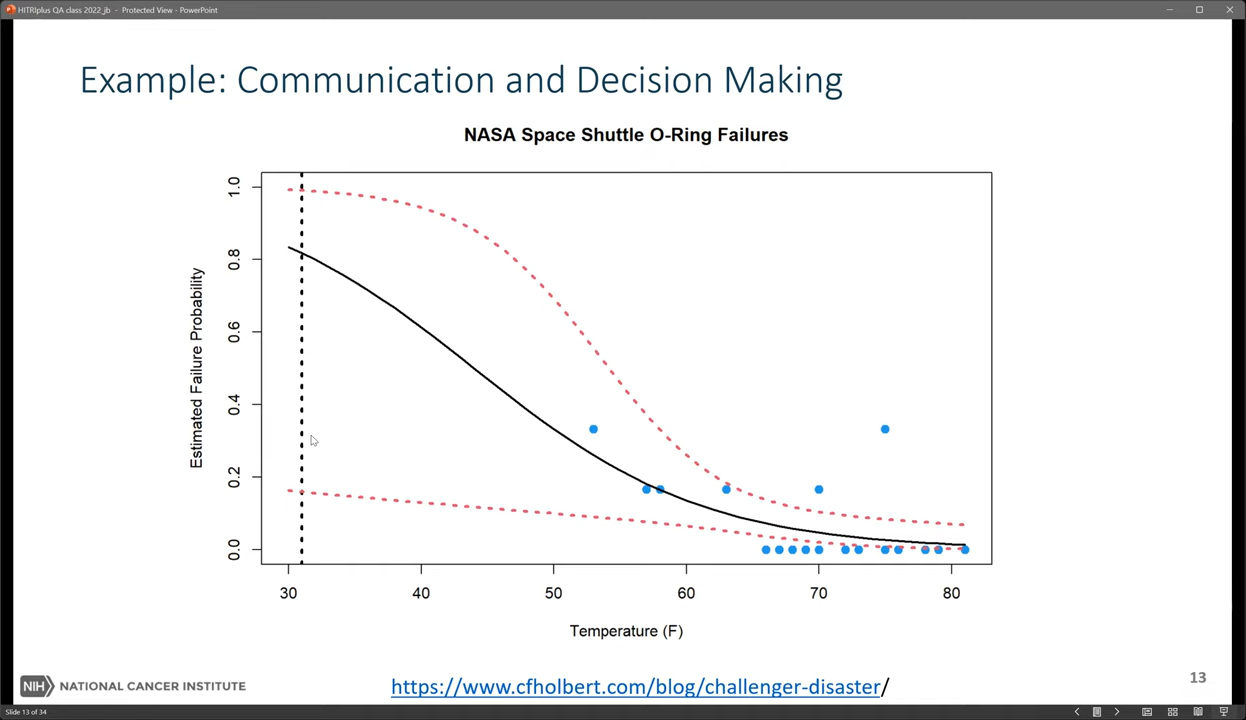 HITRIplus QA class 2022_jb - Protected View - PowerPoint
Example: Communication and Decision Making
NASA Space Shuttle O-Ring Failures
Estimated Failure Probability
1.0
0.8
0.6
0.4
0.2
0.0
30 40 50 60 70 80
Temperature (F)
NIH NATIONAL CANCER INSTITUTE
https://www.cfholbert.com/blog/challenger-disaster/
13
Slide 13 of 34